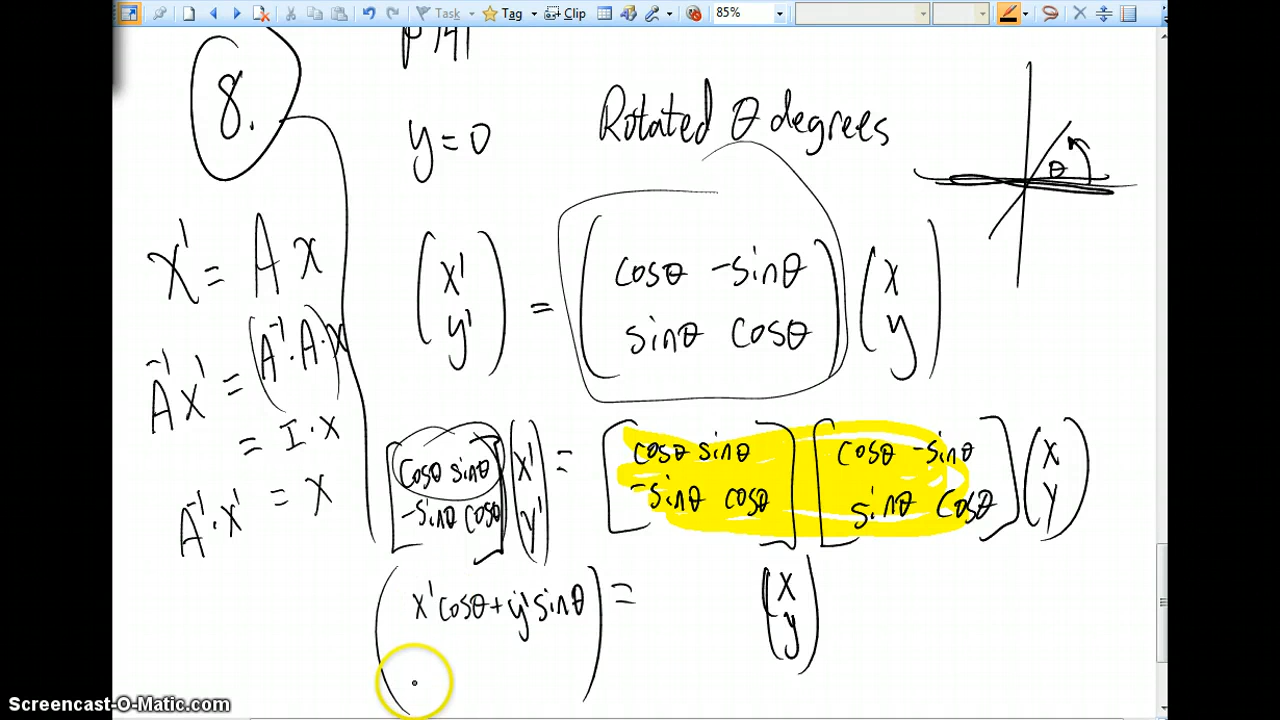 Task Tag Clip 85%
p 141
8.
y=0 Rotated θ degrees
θ
X' = A x
(x' y') = (cosθ -sinθ sinθ cosθ) (x y)
A⁻¹ x' = (A⁻¹·A)·x
= I·x
A⁻¹·x' = x
[cosθ sinθ -sinθ cosθ] (x' y') = [cosθ sinθ -sinθ cosθ] [cosθ -sinθ sinθ cosθ] (x y)
(x'cosθ+y'sinθ) = (x y)
Screencast-O-Matic.com